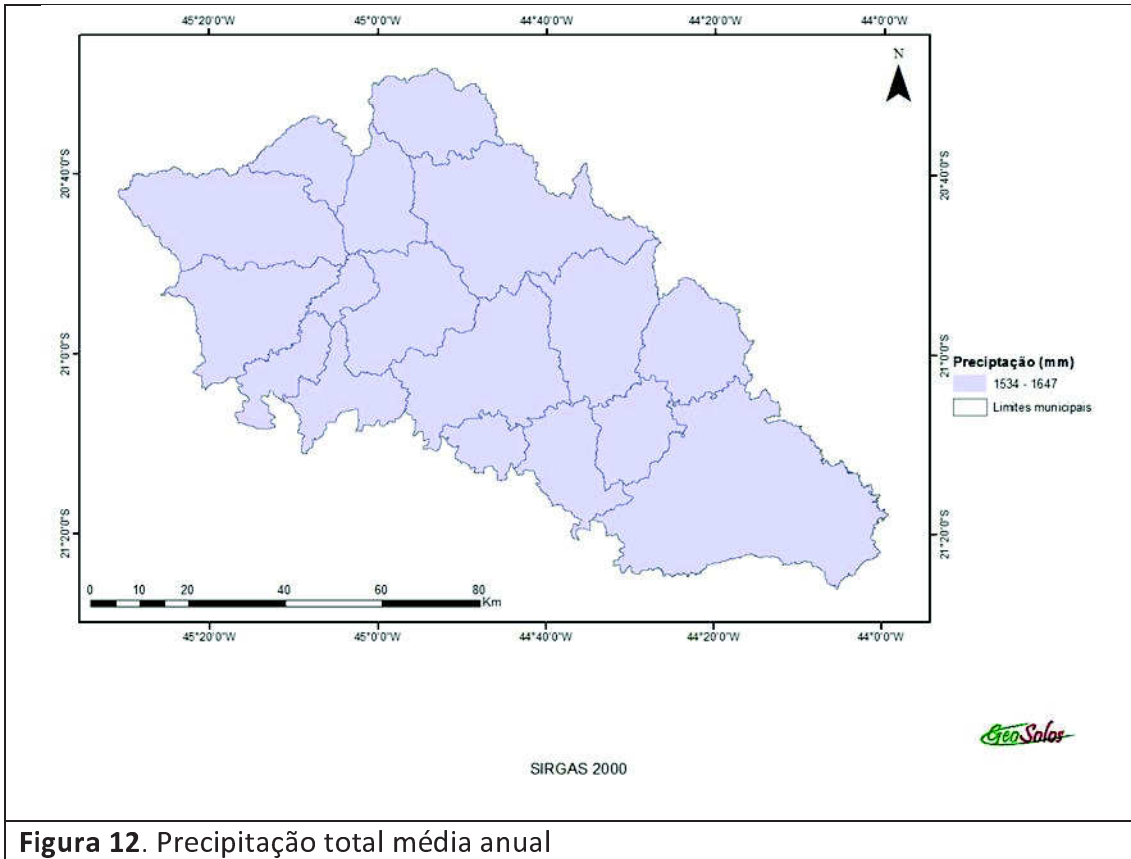 45°20'0"W 45°0'0"W 44°40'0"W 44°20'0"W 44°0'0"W
N
20°40'0"S
20°40'0"S
21°0'0"S
21°0'0"S
Preciptação (mm)
1534 - 1647
Limites municipais
21°20'0"S
21°20'0"S
0 10 20 40 60 80
Km
45°20'0"W 45°0'0"W 44°40'0"W 44°20'0"W 44°0'0"W
GeoSolos
SIRGAS 2000
Figura 12. Precipitação total média anual